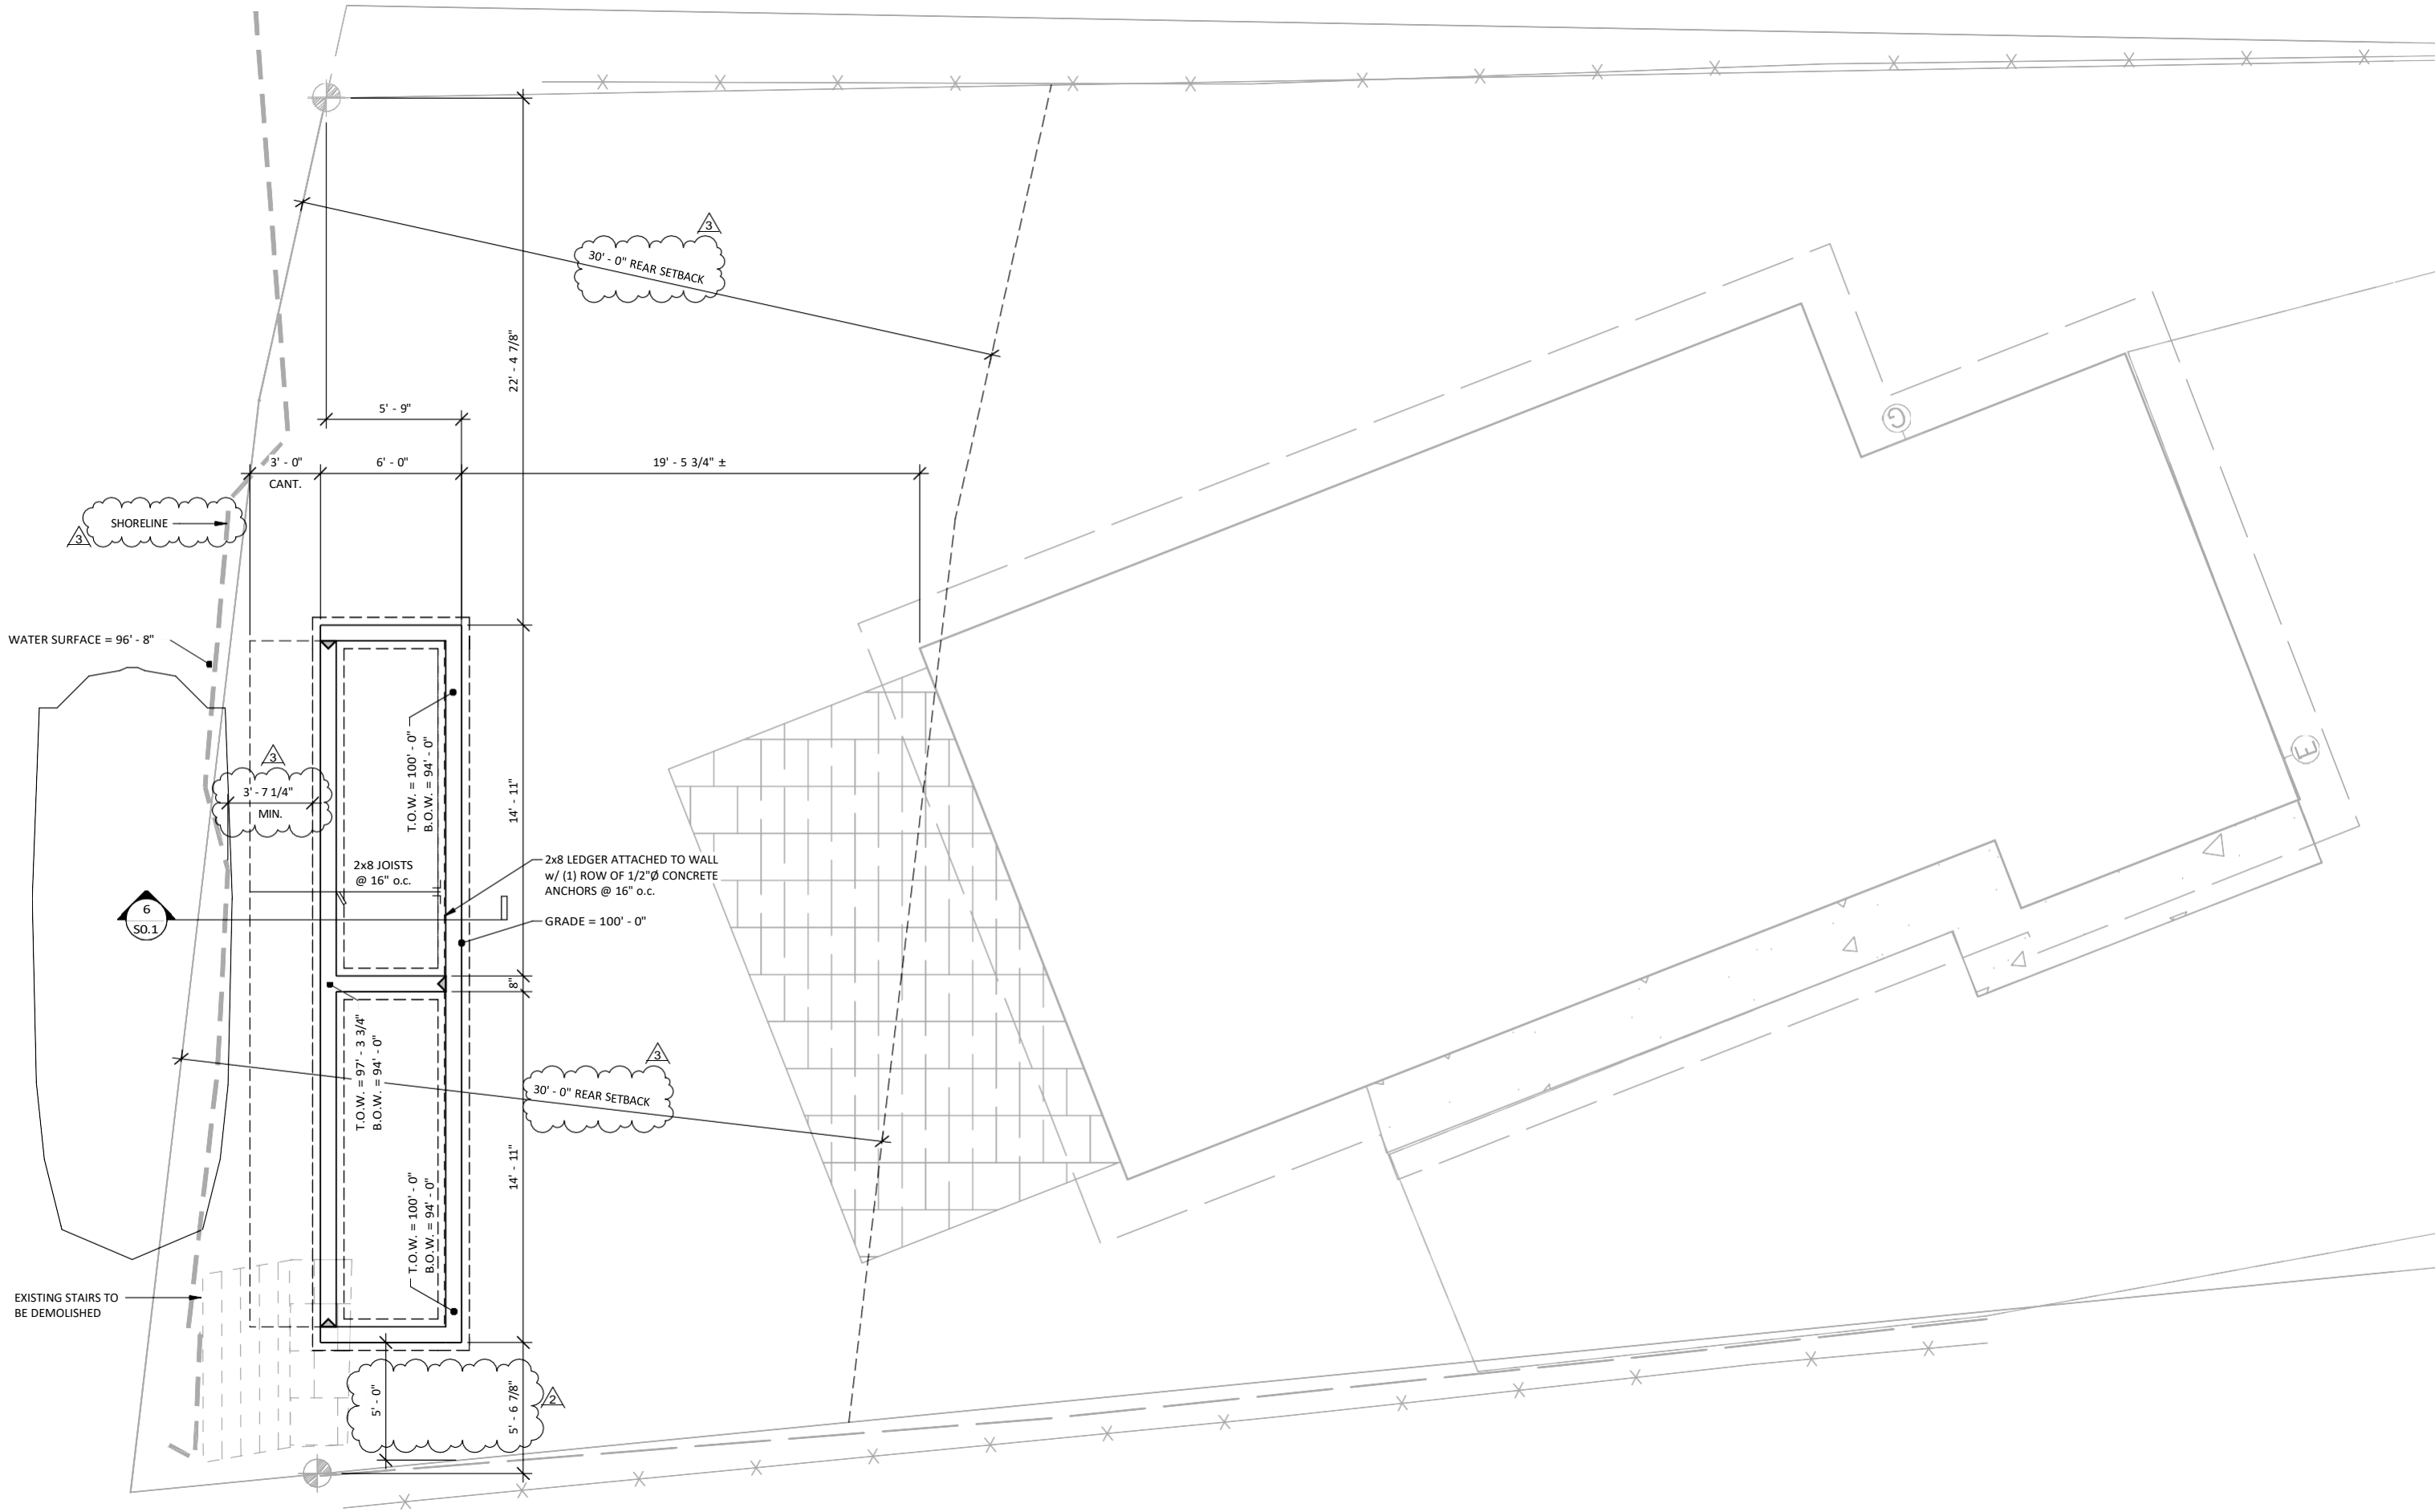 3
30' - 0" REAR SETBACK
22' - 4 7/8"
5' - 9"
G
3' - 0"
CANT.
6' - 0"
19' - 5 3/4" ±
SHORELINE
3
WATER SURFACE = 96' - 8"
T.O.W. = 100' - 0"
B.O.W. = 94' - 0"
14' - 11"
E
3
3' - 7 1/4"
MIN.
2x8 JOISTS
@ 16" o.c.
2x8 LEDGER ATTACHED TO WALL
w/ (1) ROW OF 1/2"Ø CONCRETE
ANCHORS @ 16" o.c.
6
S0.1
GRADE = 100' - 0"
8"
T.O.W. = 97' - 3 3/4"
B.O.W. = 94' - 0"
3
30' - 0" REAR SETBACK
14' - 11"
T.O.W. = 100' - 0"
B.O.W. = 94' - 0"
EXISTING STAIRS TO
BE DEMOLISHED
5' - 0"
5' - 6 7/8"
2